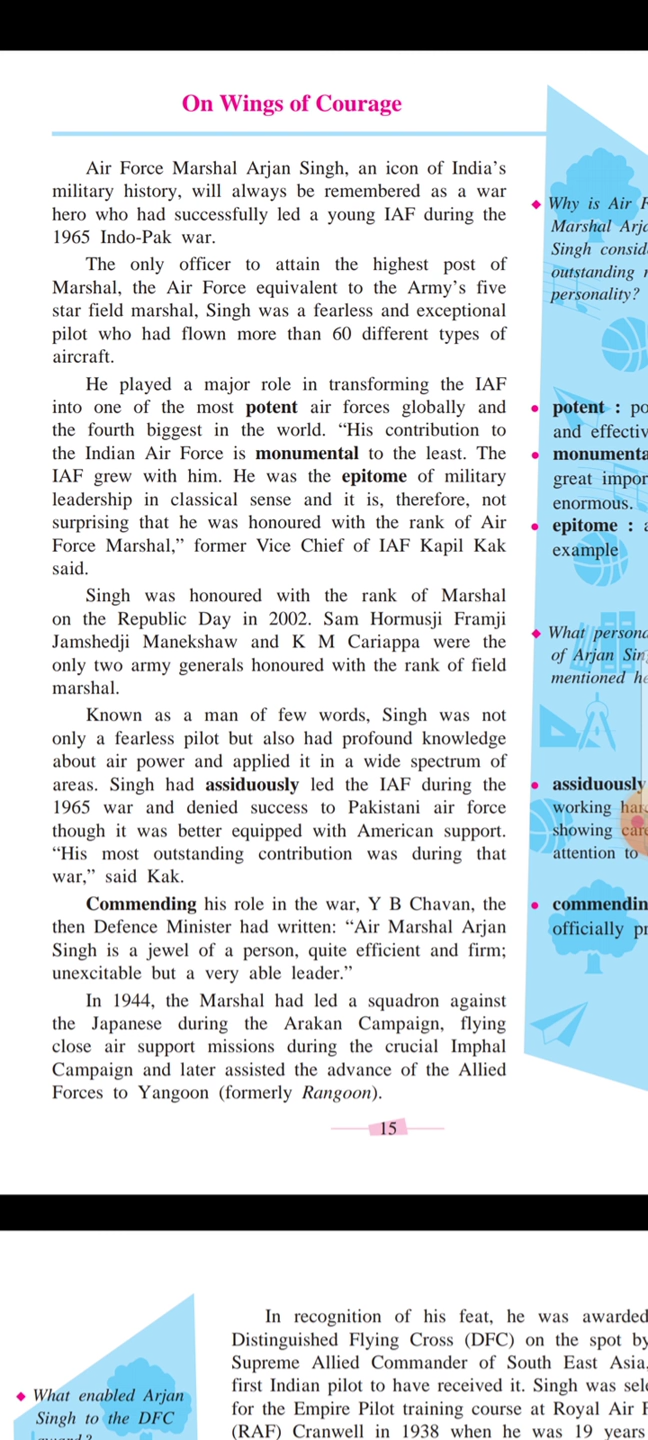 On Wings of Courage
Air Force Marshal Arjan Singh, an icon of India's
military history, will always be remembered as a war
hero who had successfully led a young IAF during the
1965 Indo-Pak war.
The only officer to attain the highest post of
Marshal, the Air Force equivalent to the Army's five
star field marshal, Singh was a fearless and exceptional
pilot who had flown more than 60 different types of
aircraft.
He played a major role in transforming the IAF
into one of the most potent air forces globally and
the fourth biggest in the world. “His contribution to
the Indian Air Force is monumental to the least. The
IAF grew with him. He was the epitome of military
leadership in classical sense and it is, therefore, not
surprising that he was honoured with the rank of Air
Force Marshal,” former Vice Chief of IAF Kapil Kak
said.
Singh was honoured with the rank of Marshal
on the Republic Day in 2002. Sam Hormusji Framji
Jamshedji Manekshaw and K M Cariappa were the
only two army generals honoured with the rank of field
marshal.
Known as a man of few words, Singh was not
only a fearless pilot but also had profound knowledge
about air power and applied it in a wide spectrum of
areas. Singh had assiduously led the IAF during the
1965 war and denied success to Pakistani air force
though it was better equipped with American support.
“His most outstanding contribution was during that
war,” said Kak.
Commending his role in the war, Y B Chavan, the
then Defence Minister had written: “Air Marshal Arjan
Singh is a jewel of a person, quite efficient and firm;
unexcitable but a very able leader.”
In 1944, the Marshal had led a squadron against
the Japanese during the Arakan Campaign, flying
close air support missions during the crucial Imphal
Campaign and later assisted the advance of the Allied
Forces to Yangoon (formerly Rangoon).
Why is Air
Marshal
Singh
outstanding
personality?
potent :
and
great
enormous.
epitome :
example
What
of Arjan
mentioned
assiduously
working
showing
attention to
officially
15
In recognition of his feat, he was awarded
Distinguished Flying Cross (DFC) on the spot by
Supreme Allied Commander of South East Asia,
first Indian pilot to have received it. Singh was
for the Empire Pilot training course at Royal Air
(RAF) Cranwell in 1938 when he was 19 years
What enabled Arjan
Singh to the DFC